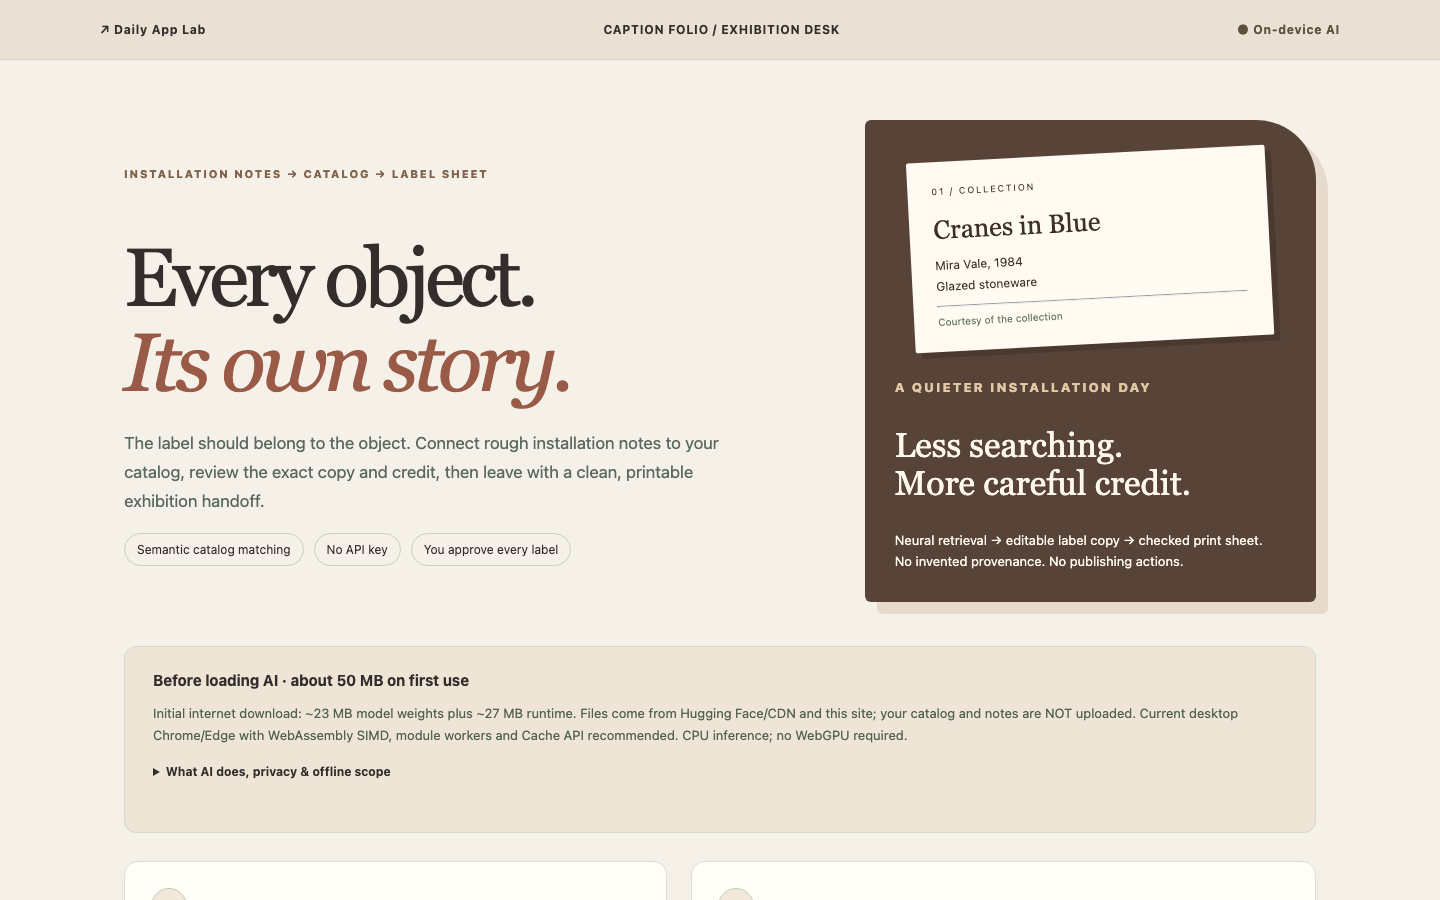 ↗ Daily App Lab
CAPTION FOLIO / EXHIBITION DESK
On-device AI
INSTALLATION NOTES → CATALOG → LABEL SHEET
Every object.
Its own story.
The label should belong to the object. Connect rough installation notes to your
catalog, review the exact copy and credit, then leave with a clean, printable
exhibition handoff.
Semantic catalog matching
No API key
You approve every label
01 / COLLECTION
Cranes in Blue
Mira Vale, 1984
Glazed stoneware
Courtesy of the collection
A QUIETER INSTALLATION DAY
Less searching.
More careful credit.
Neural retrieval → editable label copy → checked print sheet.
No invented provenance. No publishing actions.
Before loading AI · about 50 MB on first use
Initial internet download: ~23 MB model weights plus ~27 MB runtime. Files come from Hugging Face/CDN and this site; your catalog and notes are NOT uploaded. Current desktop
Chrome/Edge with WebAssembly SIMD, module workers and Cache API recommended. CPU inference; no WebGPU required.
What AI does, privacy & offline scope